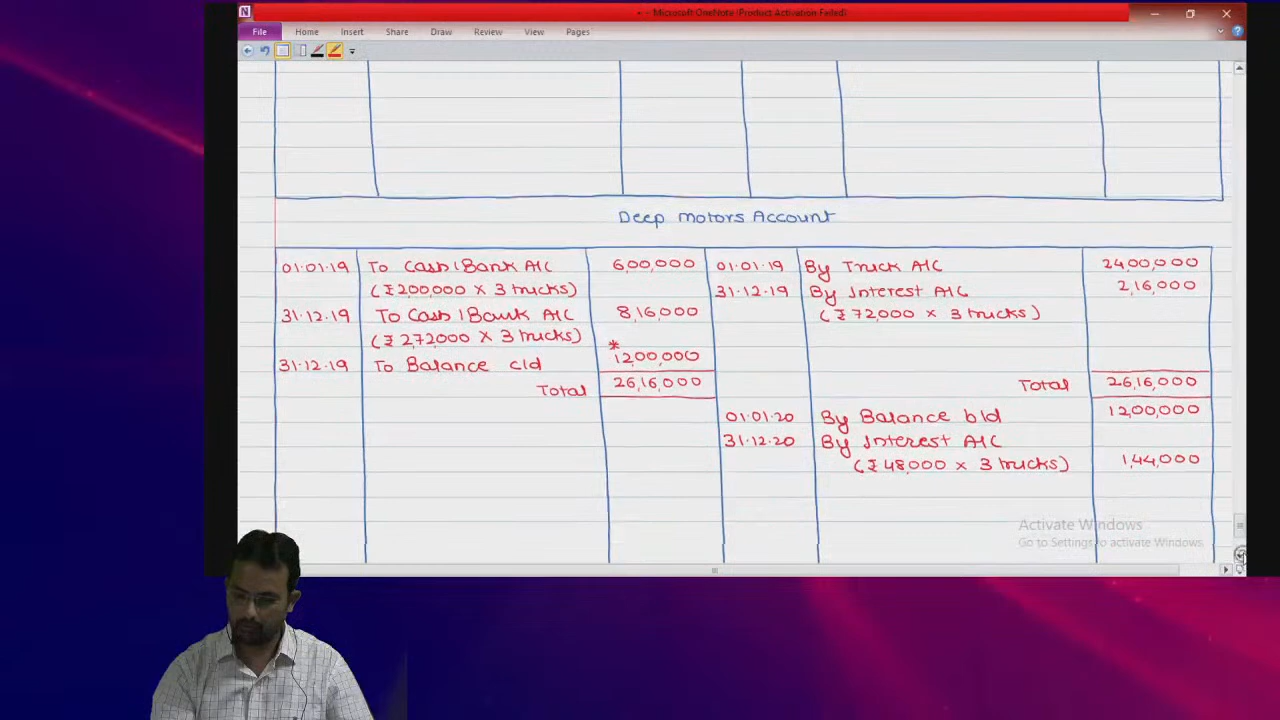 Microsoft OneNote (Product Activation Failed)
File Home Insert Share Draw Review View Pages
Deep motors Account
01.01.19 To Cash/Bank A/C 6,00,000 01.01.19 By Truck A/C 24,00,000
(₹200,000 × 3 trucks) 31.12.19 By Interest A/C 2,16,000
31.12.19 To Cash/Bank A/C 8,16,000 (₹72,000 × 3 trucks)
(₹272,000 × 3 trucks) *
31.12.19 To Balance c/d 1200,000
Total 26,16,000 Total 26,16,000
01.01.20 By Balance b/d 1200,000
31.12.20 By Interest A/C
(₹48,000 × 3 trucks) 1,44,000
Activate Windows
Go to Settings to activate Windows.